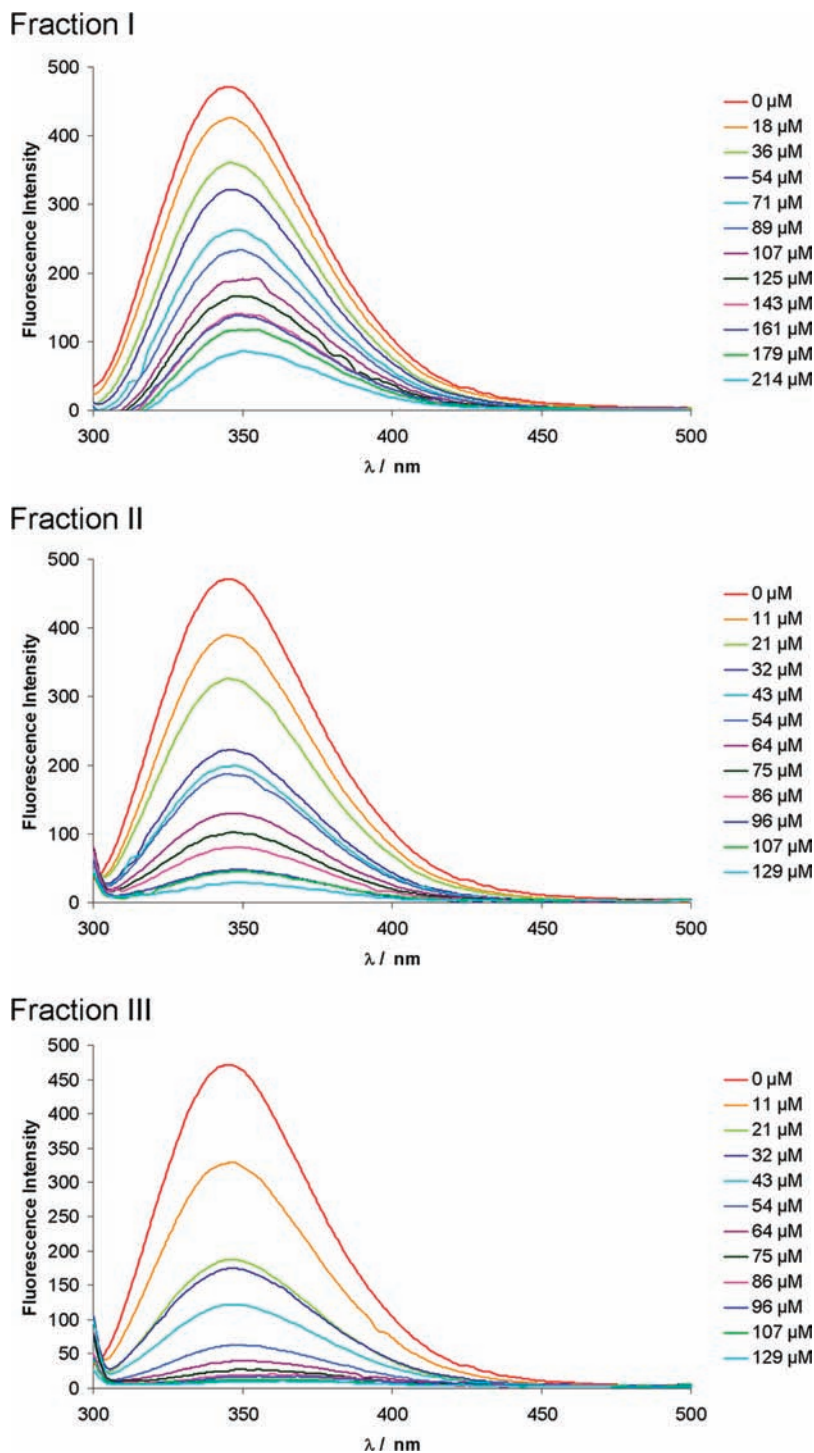 Fraction I
500
400
300
200
100
0
Fluorescence Intensity
300 350 400 450 500
λ / nm
0 µM
18 µM
36 µM
54 µM
71 µM
89 µM
107 µM
125 µM
143 µM
161 µM
179 µM
214 µM
Fraction II
500
400
300
200
100
0
Fluorescence Intensity
300 350 400 450 500
λ / nm
0 µM
11 µM
21 µM
32 µM
43 µM
54 µM
64 µM
75 µM
86 µM
96 µM
107 µM
129 µM
Fraction III
500
450
400
350
300
250
200
150
100
50
0
Fluorescence Intensity
300 350 400 450 500
λ / nm
0 µM
11 µM
21 µM
32 µM
43 µM
54 µM
64 µM
75 µM
86 µM
96 µM
107 µM
129 µM